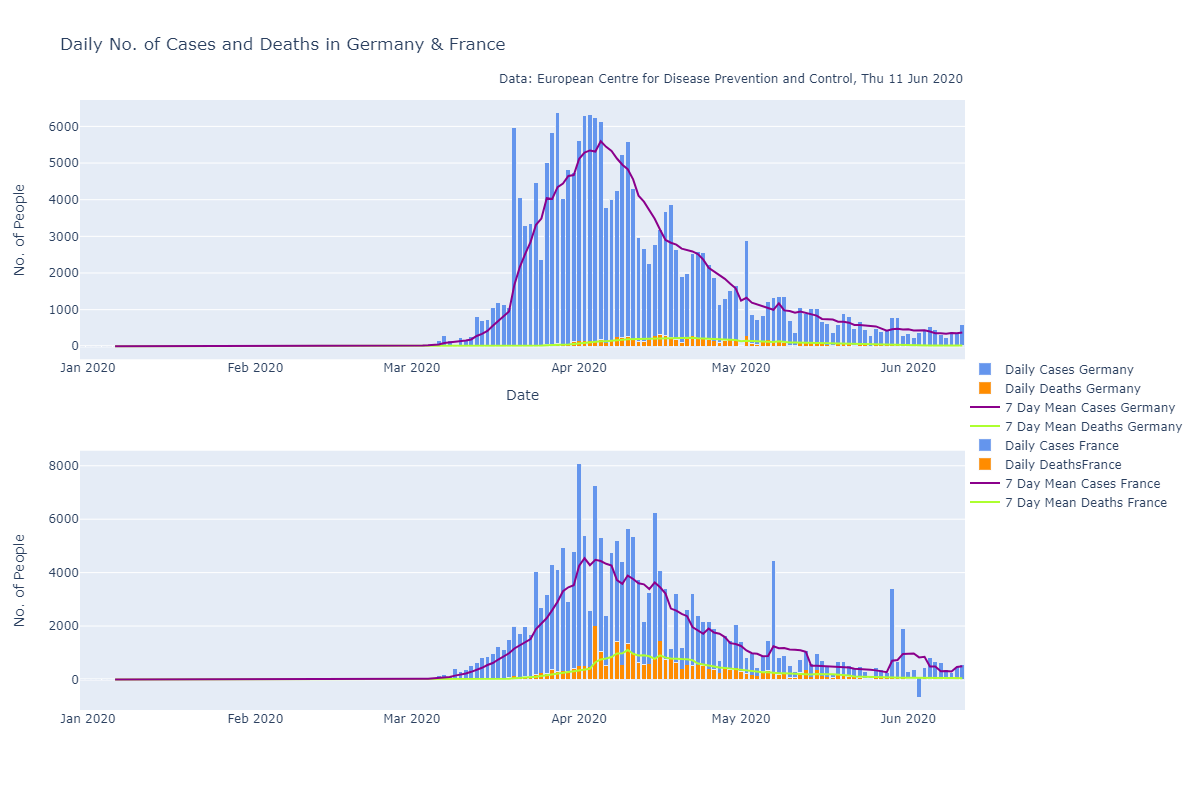 Daily No. of Cases and Deaths in Germany & France
Data: European Centre for Disease Prevention and Control, Thu 11 Jun 2020
No. of People
6000
5000
4000
3000
2000
1000
0
Jan 2020 Feb 2020 Mar 2020 Apr 2020 May 2020 Jun 2020
Date
Daily Cases Germany
Daily Deaths Germany
7 Day Mean Cases Germany
7 Day Mean Deaths Germany
Daily Cases France
Daily DeathsFrance
7 Day Mean Cases France
7 Day Mean Deaths France
No. of People
8000
6000
4000
2000
0
Jan 2020 Feb 2020 Mar 2020 Apr 2020 May 2020 Jun 2020